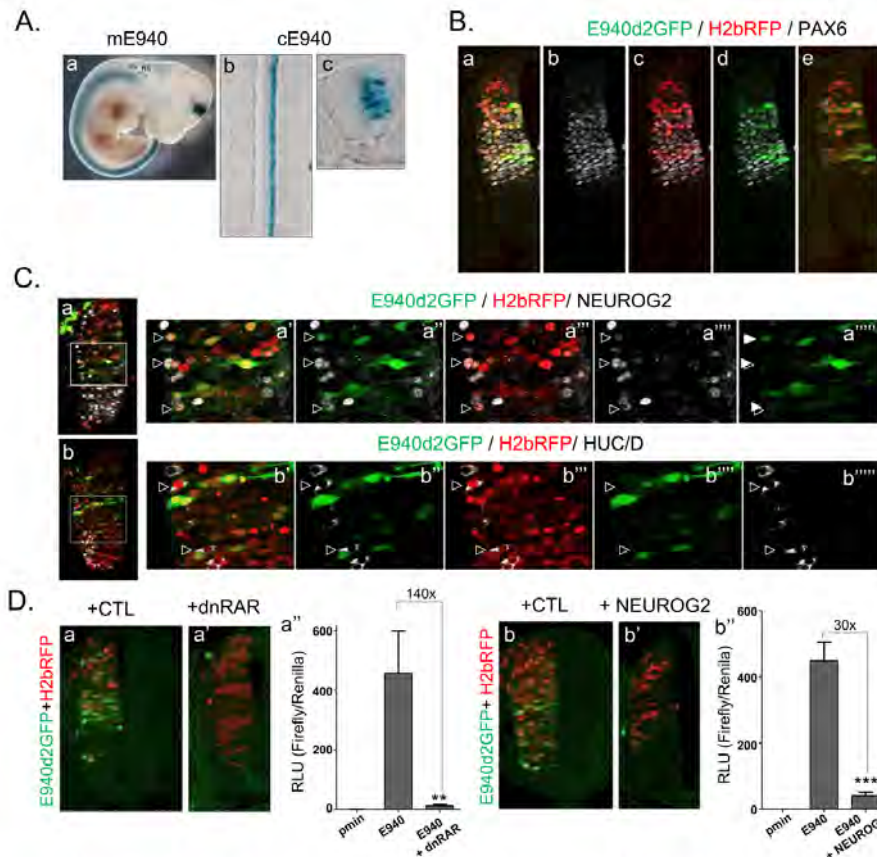 A.
mE940
cE940
a
b
c
B.
E940d2GFP / H2bRFP / PAX6
a
b
c
d
e
C.
E940d2GFP / H2bRFP/ NEUROG2
a
a'
a''
a'''
a''''
a'''''
E940d2GFP / H2bRFP/ HUC/D
b
b'
b''
b'''
b''''
b'''''
D.
+CTL
+dnRAR
E940d2GFP+H2bRFP
a
a'
a''
140x
600
400
200
0
RLU (Firefly/Renilla)
**
pmin
E940
E940
+ dnRAR
+CTL
+ NEUROG2
E940d2GFP+ H2bRFP
b
b'
b''
30x
600
400
200
0
RLU (Firefly/Renilla)
***
pmin
E940
E940